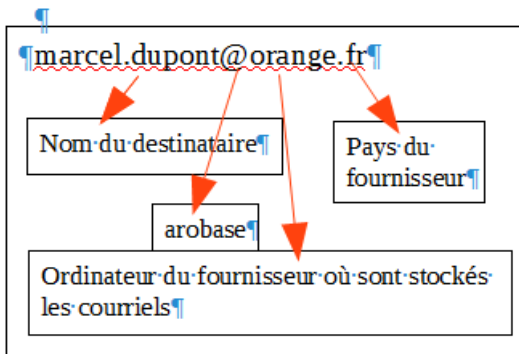 marcel.dupont@orange.fr
Nom du destinataire
Pays du
fournisseur
arobase
Ordinateur du fournisseur où sont stockés
les courriels